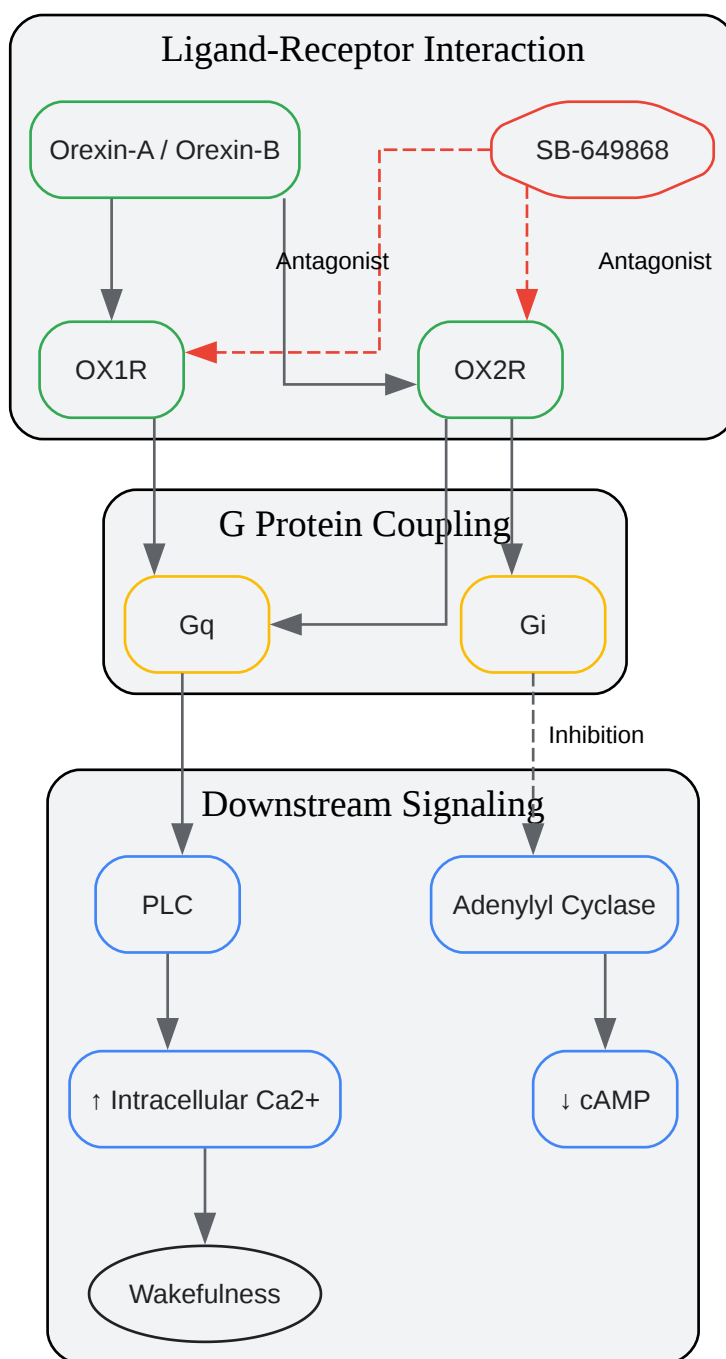 Ligand-Receptor Interaction
Orexin-A / Orexin-B
SB-649868
Antagonist
Antagonist
OX1R
OX2R
G Protein Coupling
Gq
Gi
Inhibition
Downstream Signaling
PLC
Adenylyl Cyclase
↑ Intracellular Ca2+
↓ cAMP
Wakefulness